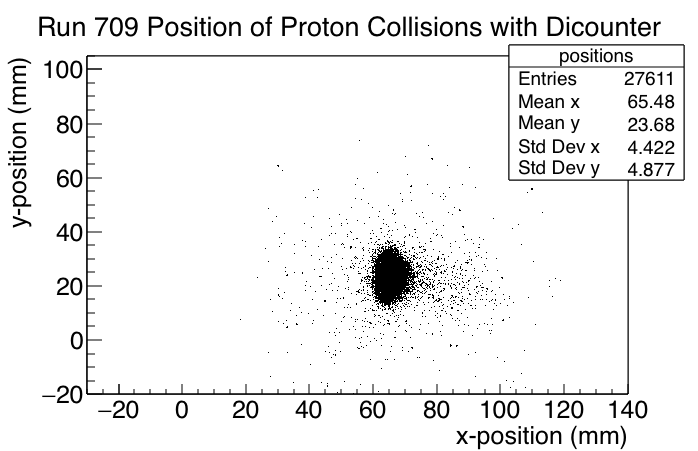 Run 709 Position of Proton Collisions with Dicounter
positions
Entries 27611
Mean x 65.48
Mean y 23.68
Std Dev x 4.422
Std Dev y 4.877
y-position (mm)
100
80
60
40
20
0
−20
−20 0 20 40 60 80 100 120 140
x-position (mm)